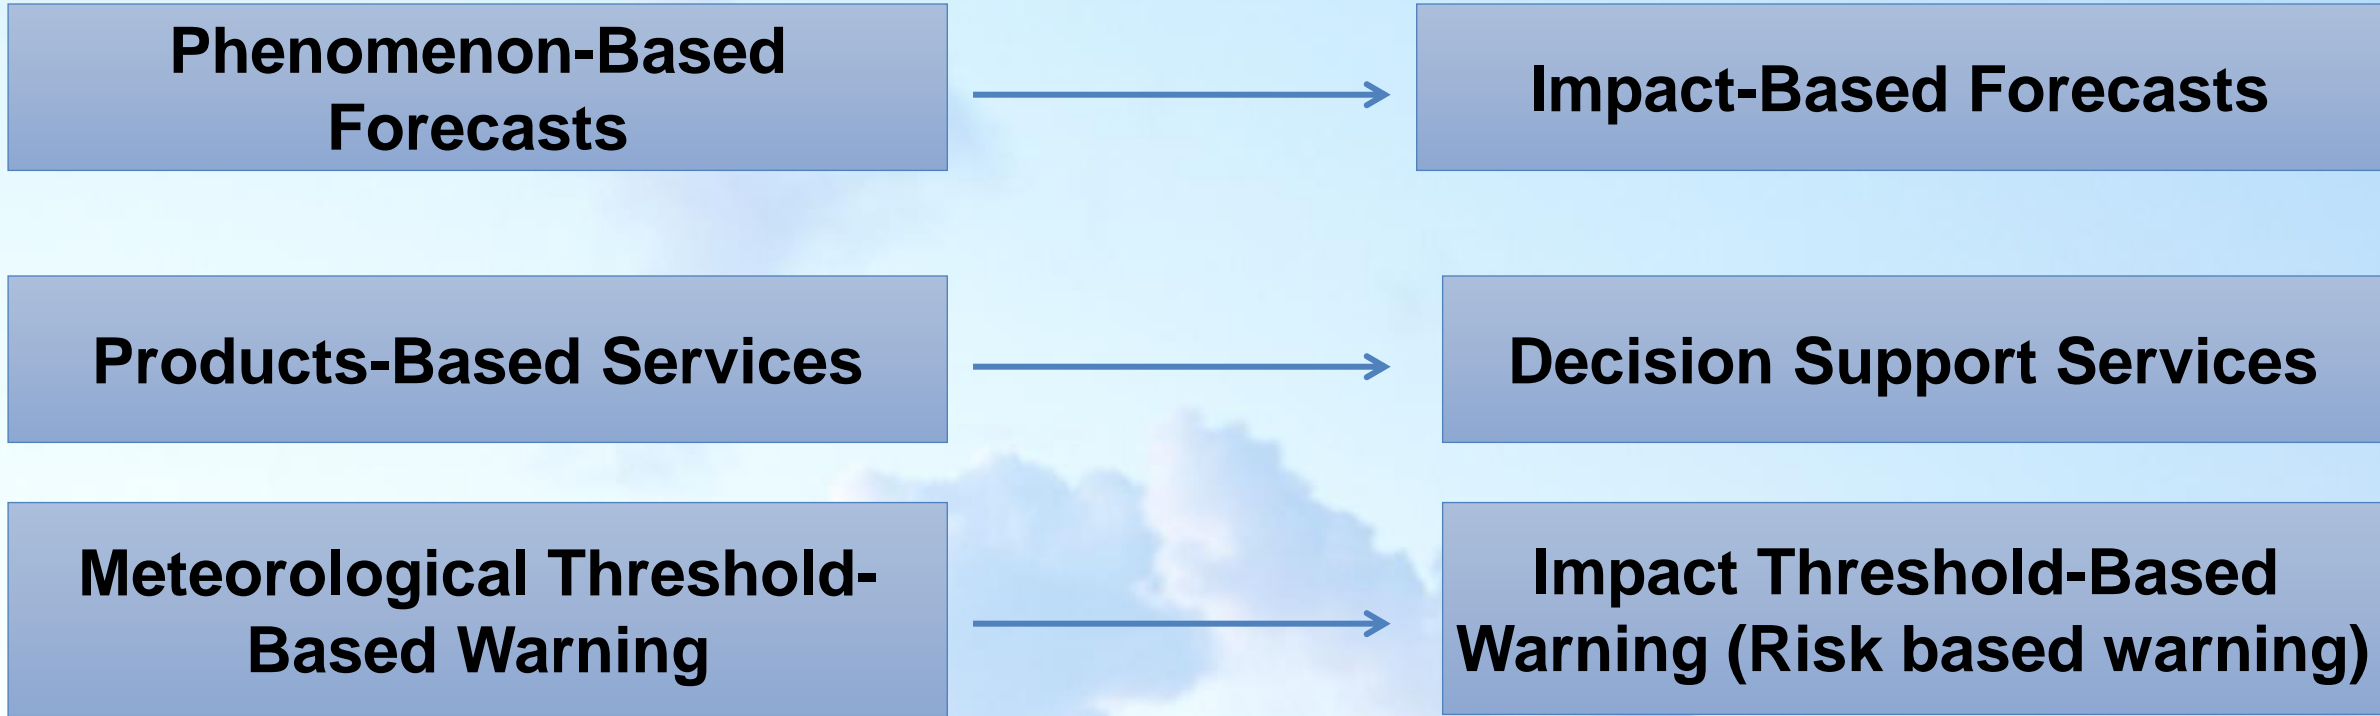 Phenomenon-Based
Forecasts
Impact-Based Forecasts
Products-Based Services
Decision Support Services
Meteorological Threshold-
Based Warning
Impact Threshold-Based
Warning (Risk based warning)